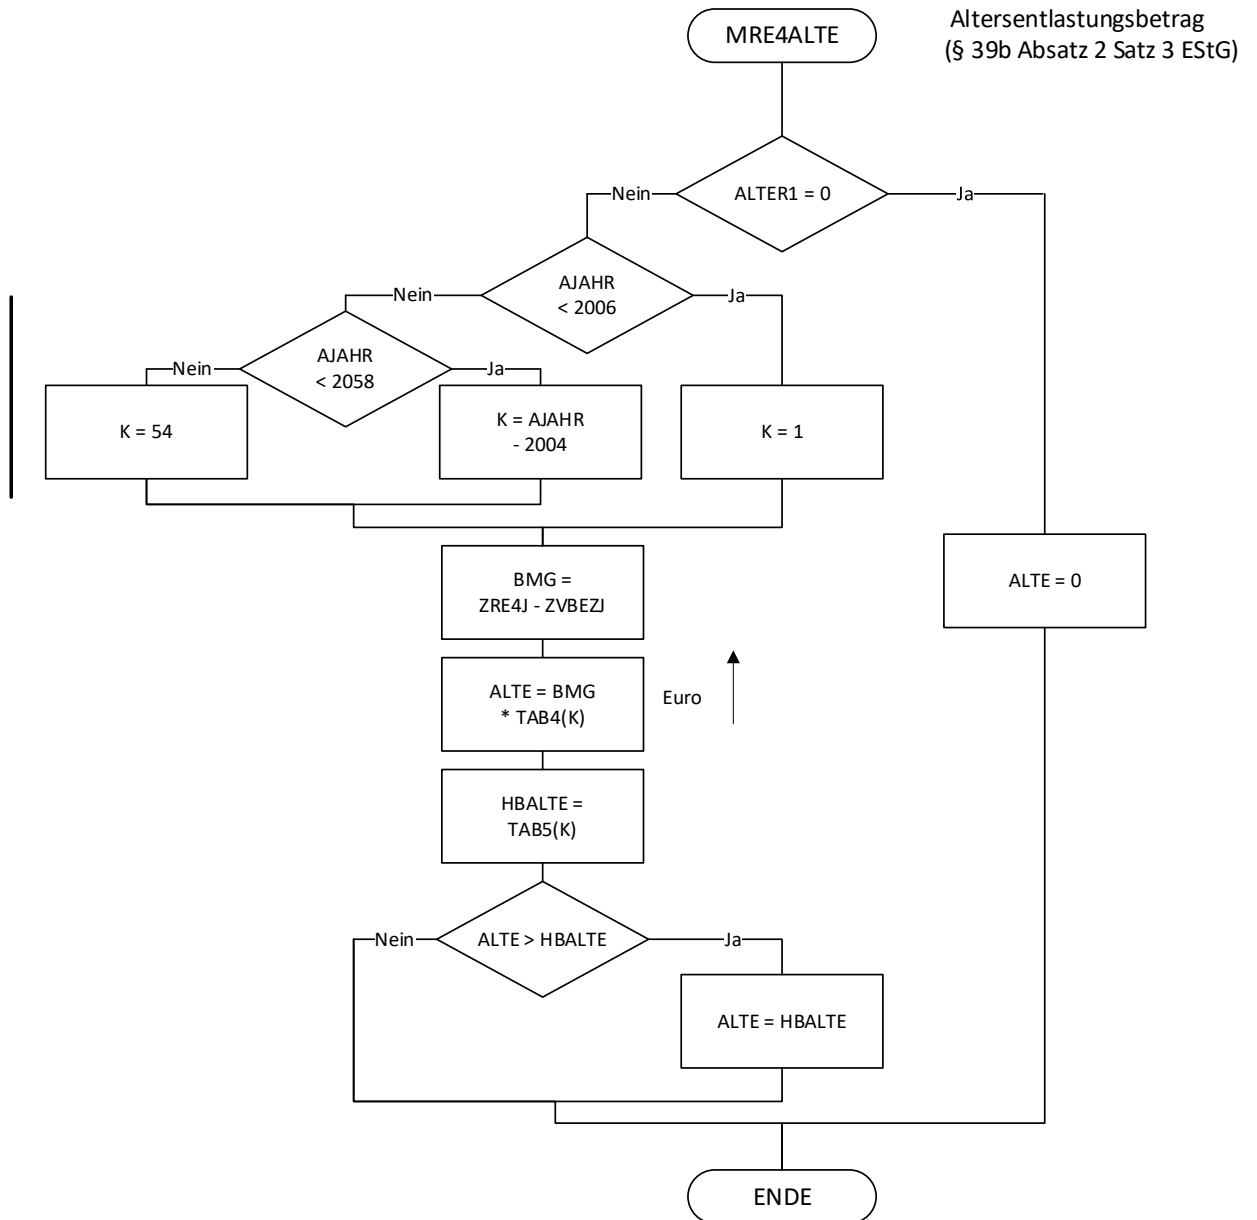 MRE4ALTE
Altersentlastungsbetrag
(§ 39b Absatz 2 Satz 3 EStG)
ALTER1 = 0
Nein
Ja
AJAHR
< 2006
Nein
Ja
AJAHR
< 2058
Nein
Ja
K = 54
K = AJAHR
- 2004
K = 1
BMG =
ZRE4J - ZVBEZJ
ALTE = 0
ALTE = BMG
* TAB4(K)
Euro
HBALTE =
TAB5(K)
ALTE > HBALTE
Nein
Ja
ALTE = HBALTE
ENDE